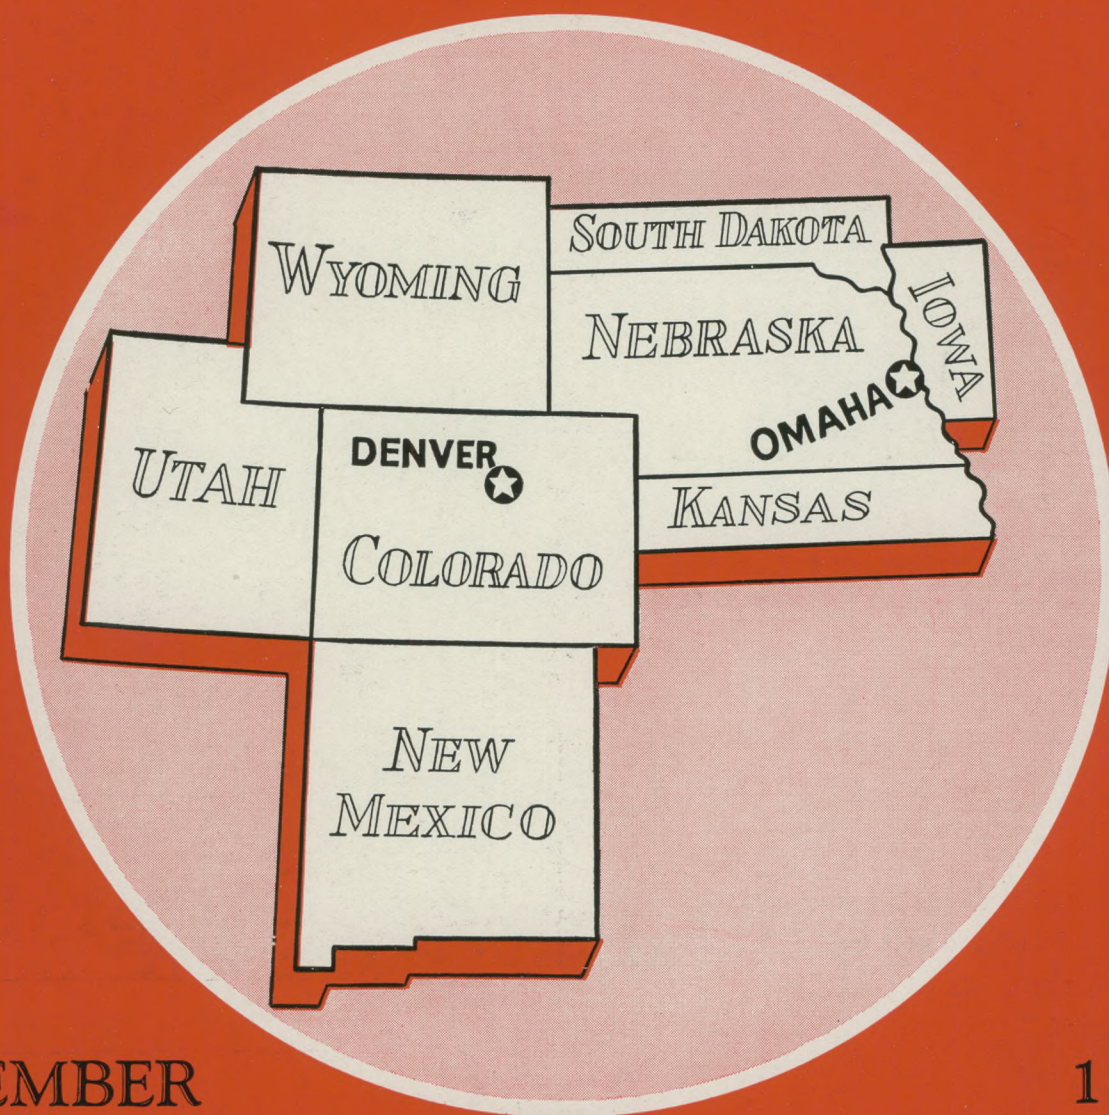 WYOMING
SOUTH DAKOTA
NEBRASKA
IOWA
OMAHA
UTAH
DENVER
COLORADO
KANSAS
NEW
MEXICO
EMBER
1